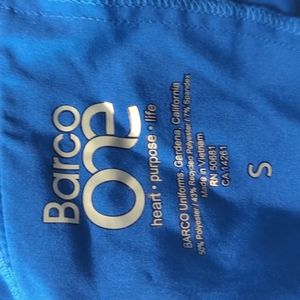 Barco
one
heart • purpose • life
BARCO Uniforms, Gardena, California
50% Polyester / 43% Recycled Polyester / 7% Spandex
Made in Vietnam
RN 50681
CA 14261
S